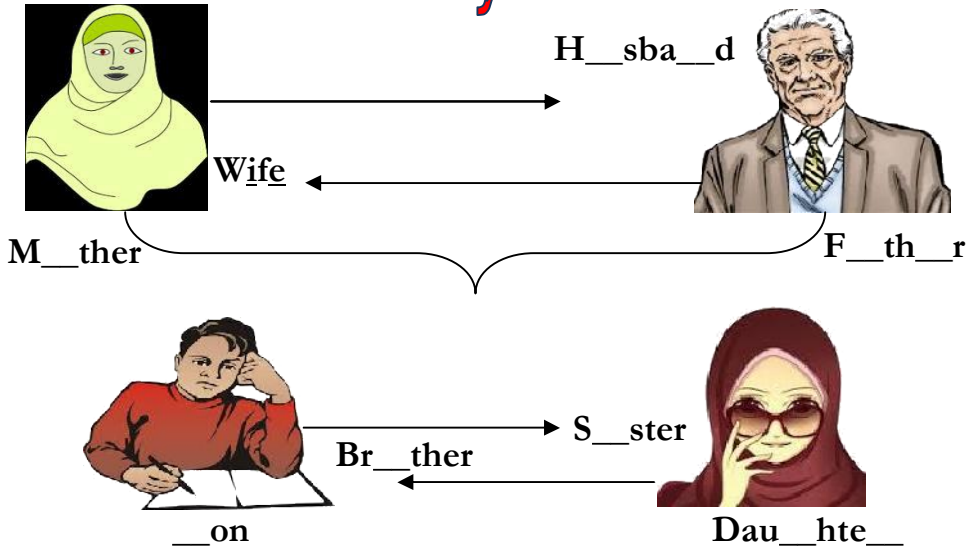 H__sba__d
Wife
M__ther
F__th__r
S__ster
Br__ther
__on
Dau__hte__